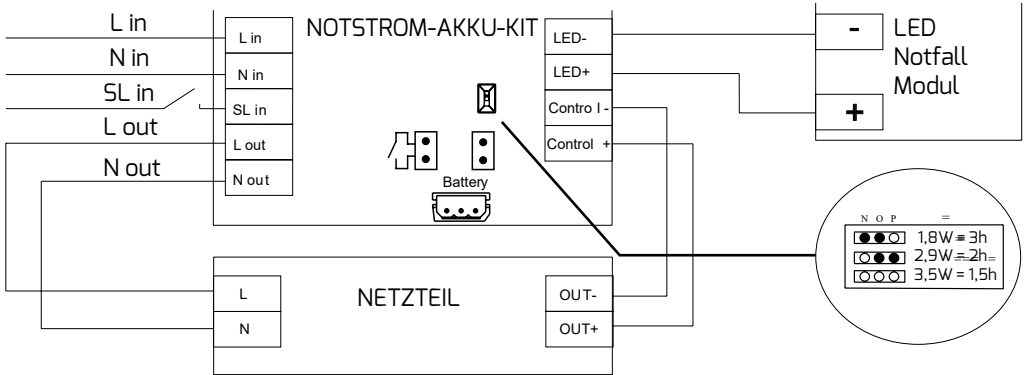 L in
N in
SL in
L out
N out
NOTSTROM-AKKU-KIT
L in
N in
SL in
L out
N out
LED-
LED+
Contro l -
Control +
Battery
- LED
Notfall
Modul
+
N O P =
1,8W = 3h
2,9W = 2h =
3,5W = 1,5h
NETZTEIL
L
N
OUT-
OUT+